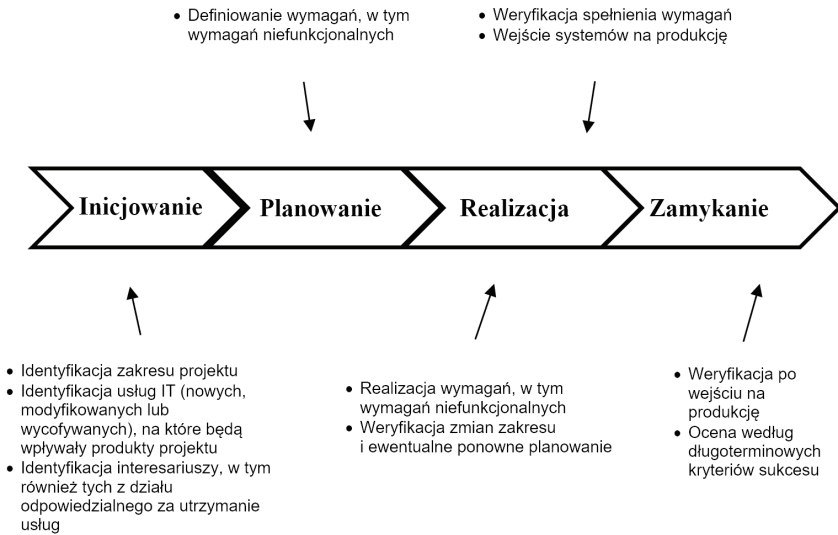 • Definiowanie wymagań, w tym
wymagań niefunkcjonalnych
• Weryfikacja spełnienia wymagań
• Wejście systemów na produkcję
Inicjowanie
Planowanie
Realizacja
Zamykanie
• Identyfikacja zakresu projektu
• Identyfikacja usług IT (nowych,
modyfikowanych lub
wycofywanych), na które będą
wpływały produkty projektu
• Identyfikacja interesariuszy, w tym
również tych z działu
odpowiedzialnego za utrzymanie
usług
• Realizacja wymagań, w tym
wymagań niefunkcjonalnych
• Weryfikacja zmian zakresu
i ewentualne ponowne planowanie
• Weryfikacja po
wejściu na
produkcję
• Ocena według
długoterminowych
kryteriów sukcesu